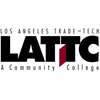 LOS ANGELES TRADE-TECH
LATTC
A Community College